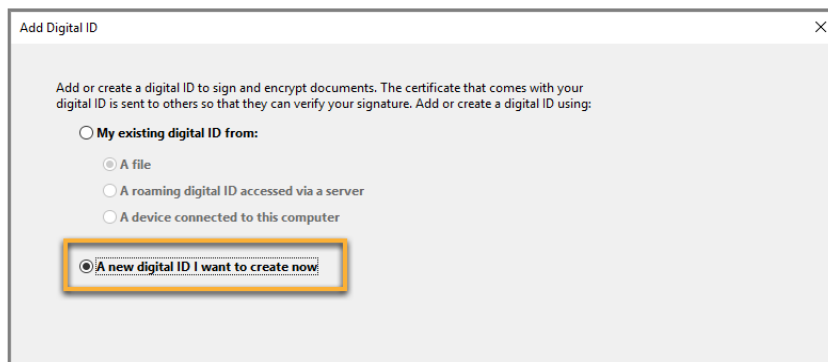 Add Digital ID
Add or create a digital ID to sign and encrypt documents. The certificate that comes with your
digital ID is sent to others so that they can verify your signature. Add or create a digital ID using:
My existing digital ID from:
A file
A roaming digital ID accessed via a server
A device connected to this computer
A new digital ID I want to create now